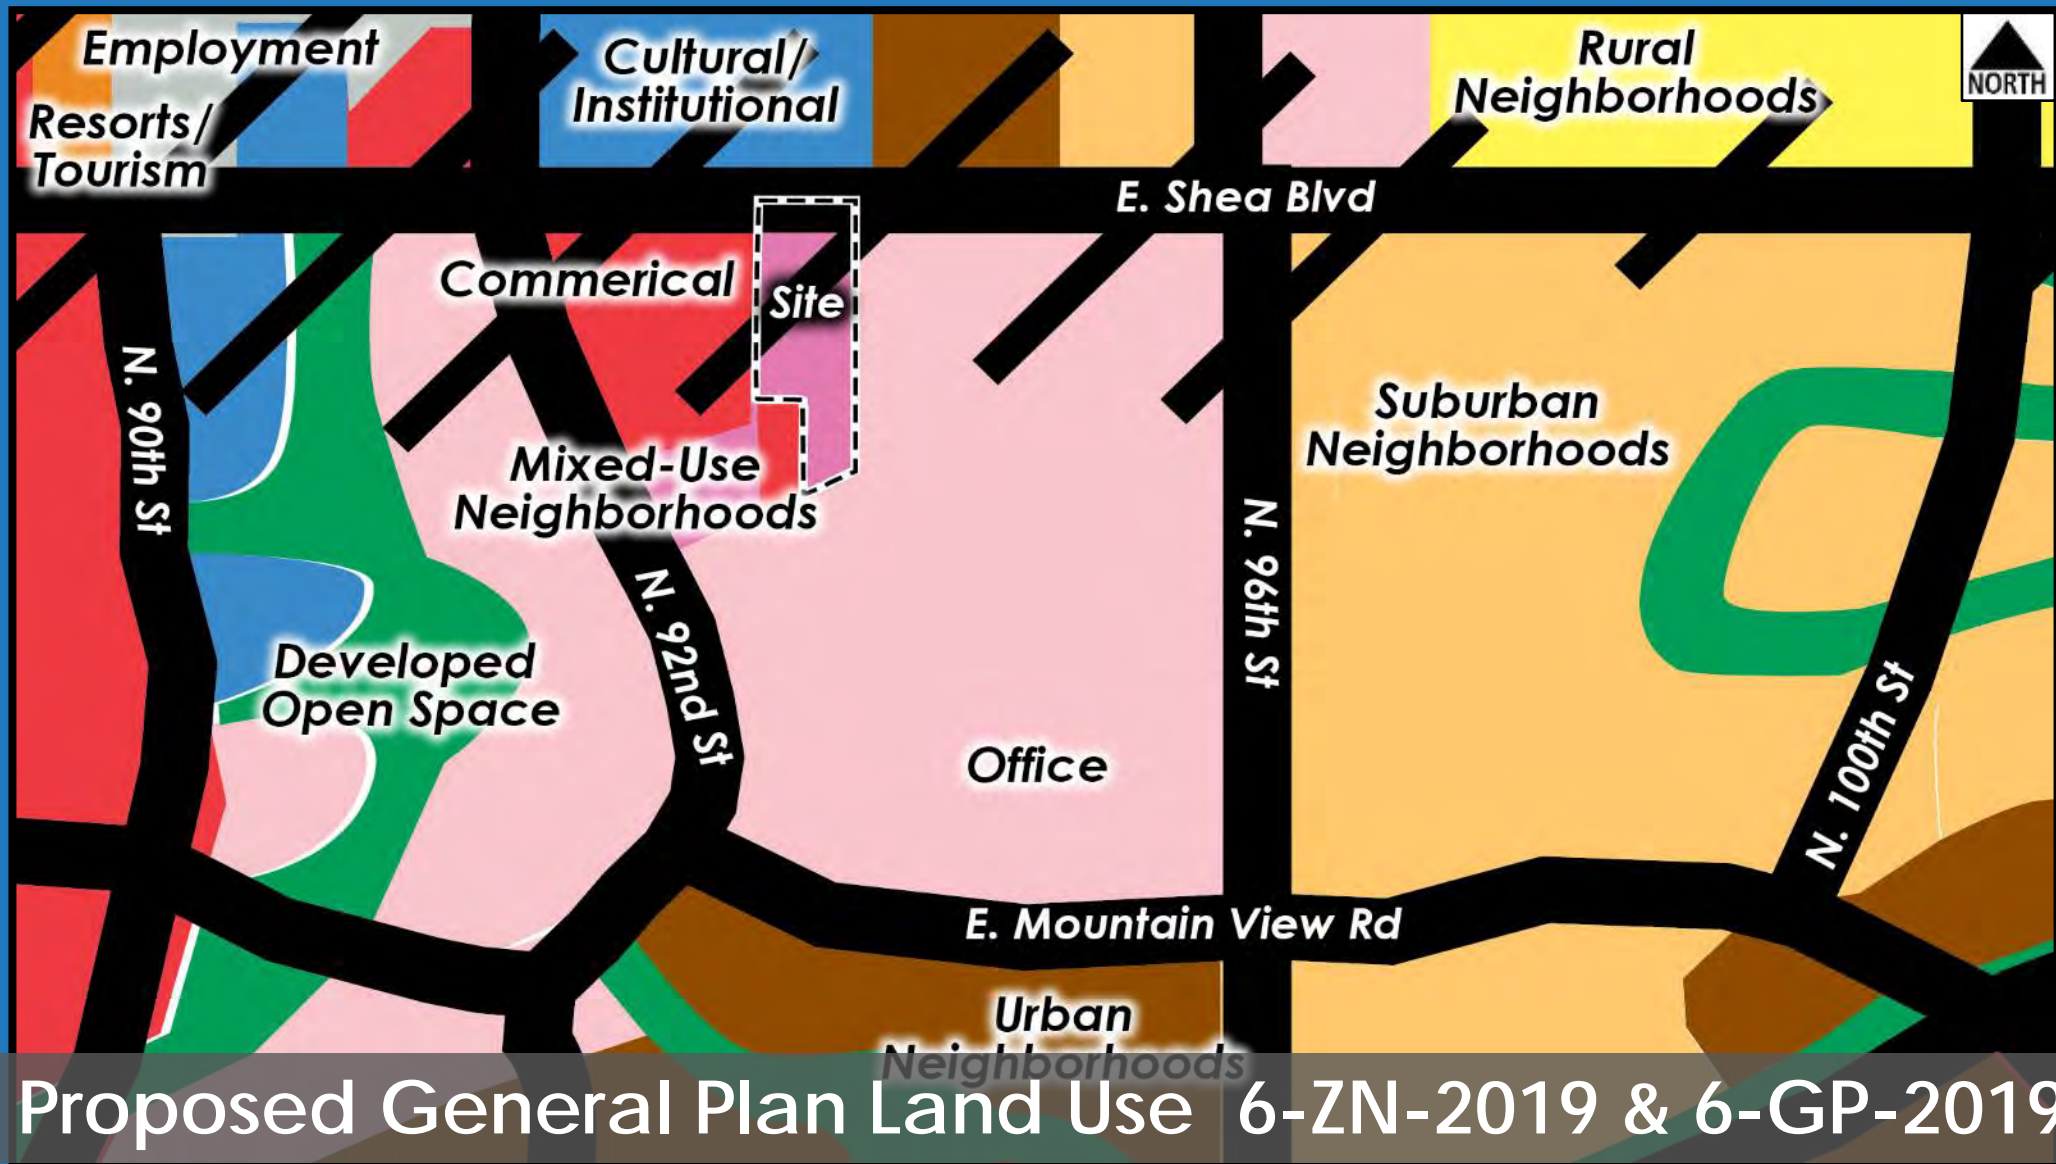 Employment
Cultural/
Institutional
Rural
Neighborhoods
NORTH
Resorts/
Tourism
E. Shea Blvd
Commerical
Site
N. 90th St
Suburban
Neighborhoods
Mixed-Use
Neighborhoods
N. 96th St
N. 92nd St
Developed
Open Space
N. 100th St
Office
E. Mountain View Rd
Urban
Neighborhoods
Proposed General Plan Land Use 6-ZN-2019 & 6-GP-2019